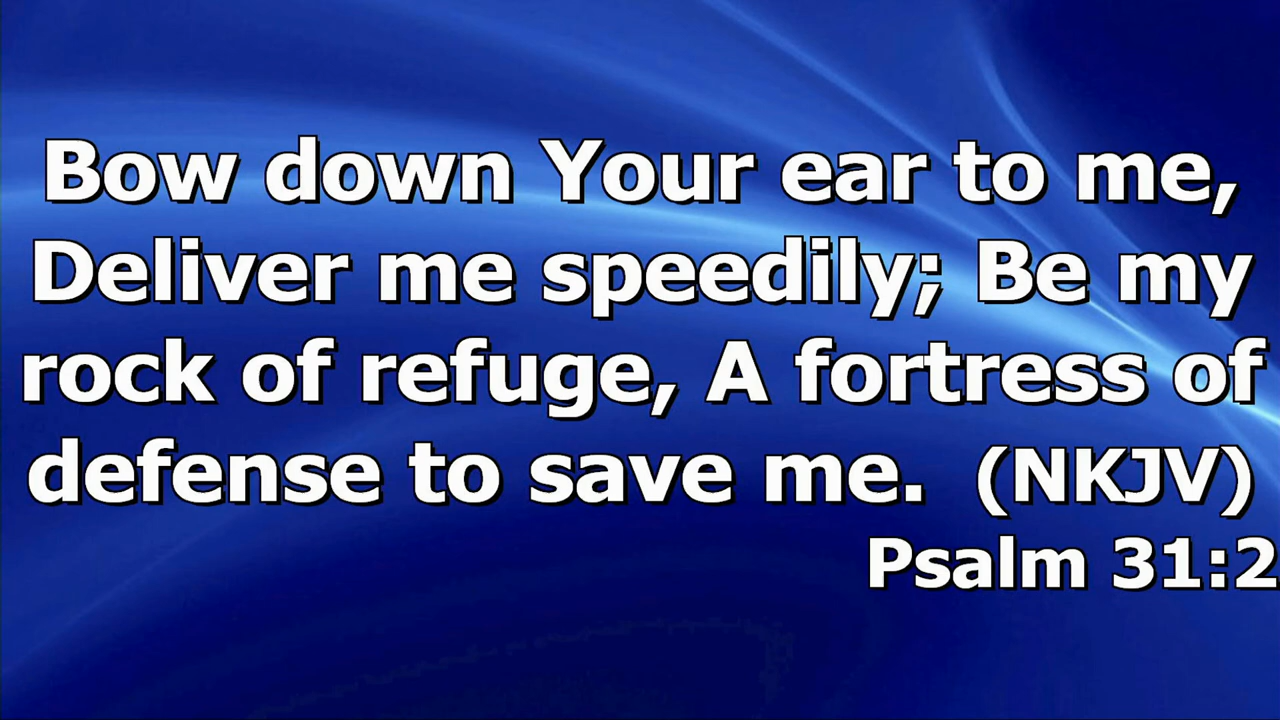 Bow down Your ear to me,
Deliver me speedily; Be my
rock of refuge, A fortress of
defense to save me.  (NKJV)
Psalm 31:2